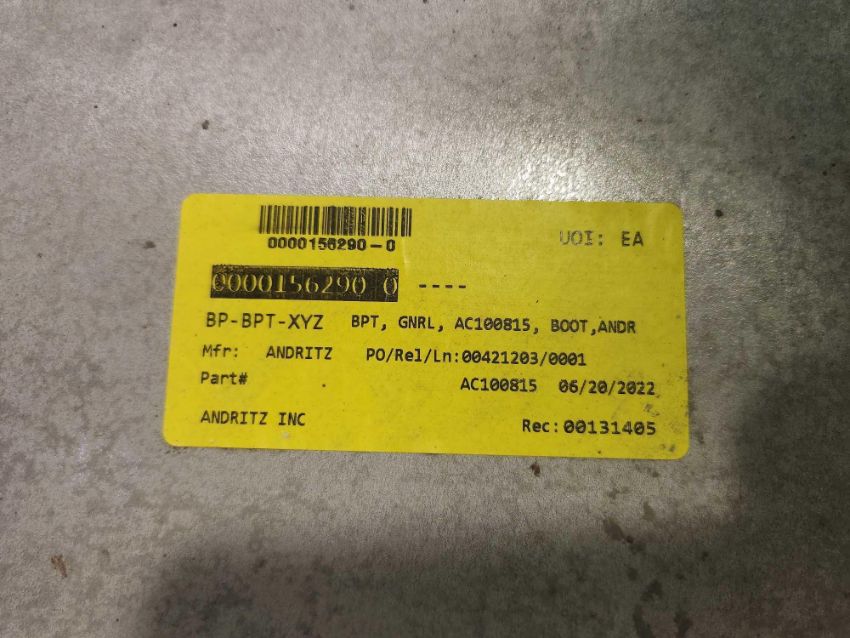 0000156290-0
UOI: EA
0000156290 0 ----
BP-BPT-XYZ BPT, GNRL, AC100815, BOOT,ANDR
Mfr: ANDRITZ PO/Rel/Ln:00421203/0001
Part# AC100815 06/20/2022
ANDRITZ INC Rec:00131405